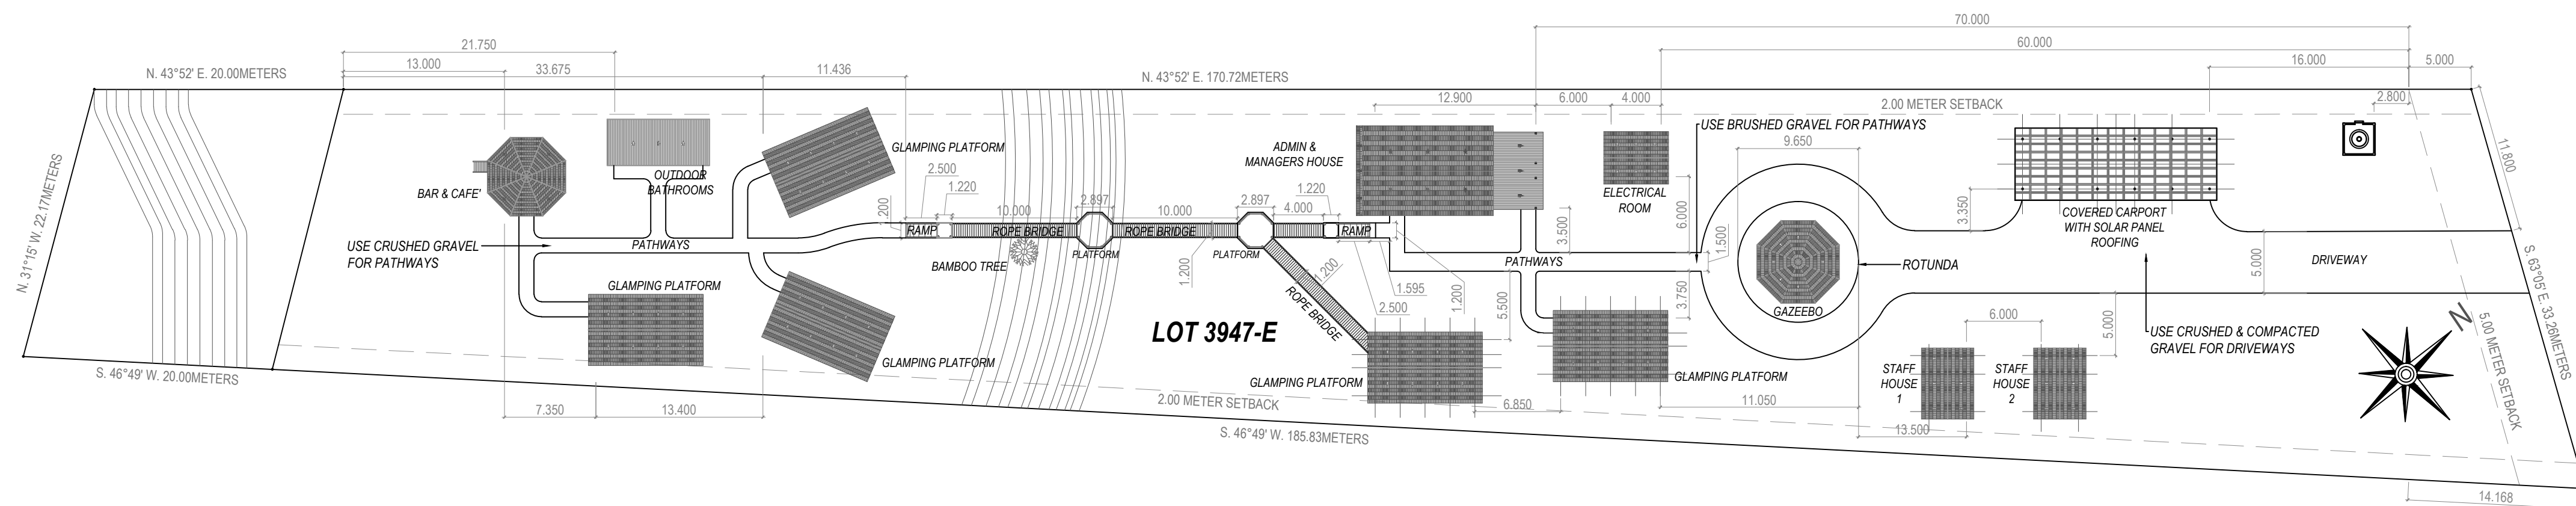 70.000
21.750
60.000
13.000
33.675
11.436
16.000
5.000
N. 43°52' E. 20.00METERS
N. 43°52' E. 170.72METERS
12.900
6.000
4.000
2.800
2.00 METER SETBACK
USE BRUSHED GRAVEL FOR PATHWAYS
9.650
11.800
GLAMPING PLATFORM
ADMIN &
MANAGERS HOUSE
2.500
1.220
OUTDOOR
BATHROOMS
BAR & CAFE'
N. 31°15' W. 22.17METERS
2.897
2.897
1.220
ELECTRICAL
ROOM
.200
10.000
10.000
4.000
3.500
6.000
1.500
3.350
COVERED CARPORT
WITH SOLAR PANEL
ROOFING
RAMP
ROPE BRIDGE
ROPE BRIDGE
RAMP
USE CRUSHED GRAVEL
FOR PATHWAYS
PATHWAYS
PLATFORM
PLATFORM
BAMBOO TREE
1.200
1.200
PATHWAYS
ROTUNDA
5.000
DRIVEWAY
S. 63°05' E. 33.26METERS
GLAMPING PLATFORM
ROPE BRIDGE
1.595
2.500
1.200
5.500
3.750
GAZEEBO
LOT 3947-E
6.000
5.000
USE CRUSHED & COMPACTED
GRAVEL FOR DRIVEWAYS
N
5.00 METER SETBACK
GLAMPING PLATFORM
STAFF
HOUSE
1
STAFF
HOUSE
2
S. 46°49' W. 20.00METERS
GLAMPING PLATFORM
GLAMPING PLATFORM
2.00 METER SETBACK
7.350
13.400
6.850
11.050
13.500
S. 46°49' W. 185.83METERS
14.168